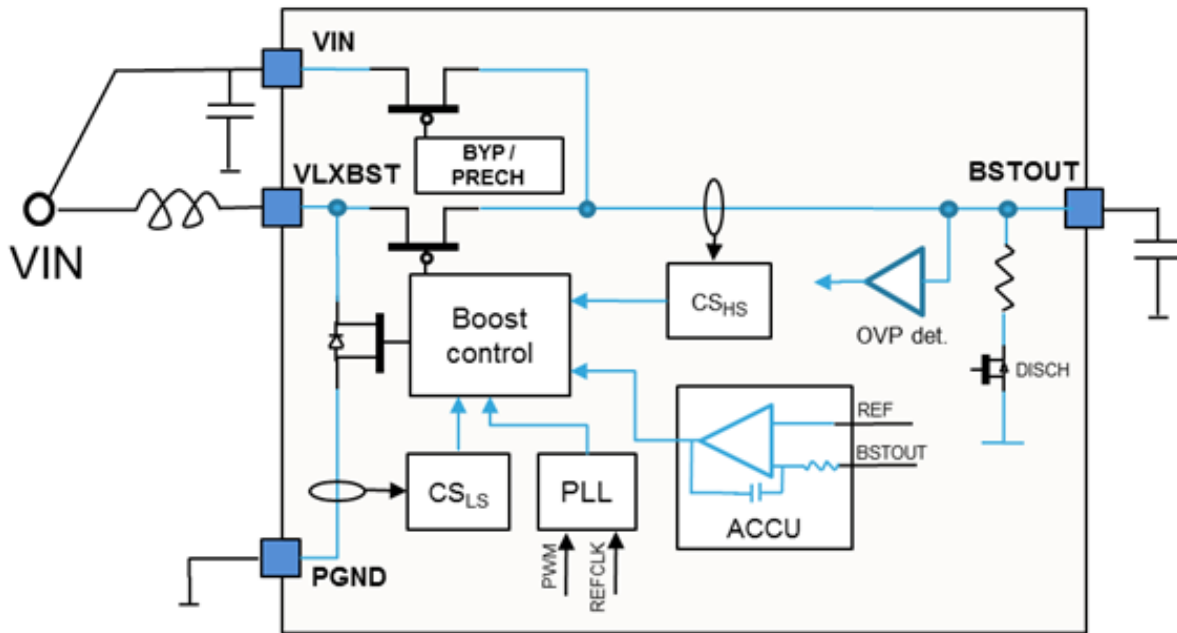 VIN
BYP /
PRECH
VLXBST
BSTOUT
VIN
CSHS
OVP det.
Boost
control
DISCH
REF
BSTOUT
CSLS
PLL
ACCU
PGND
PWM
REFCLK